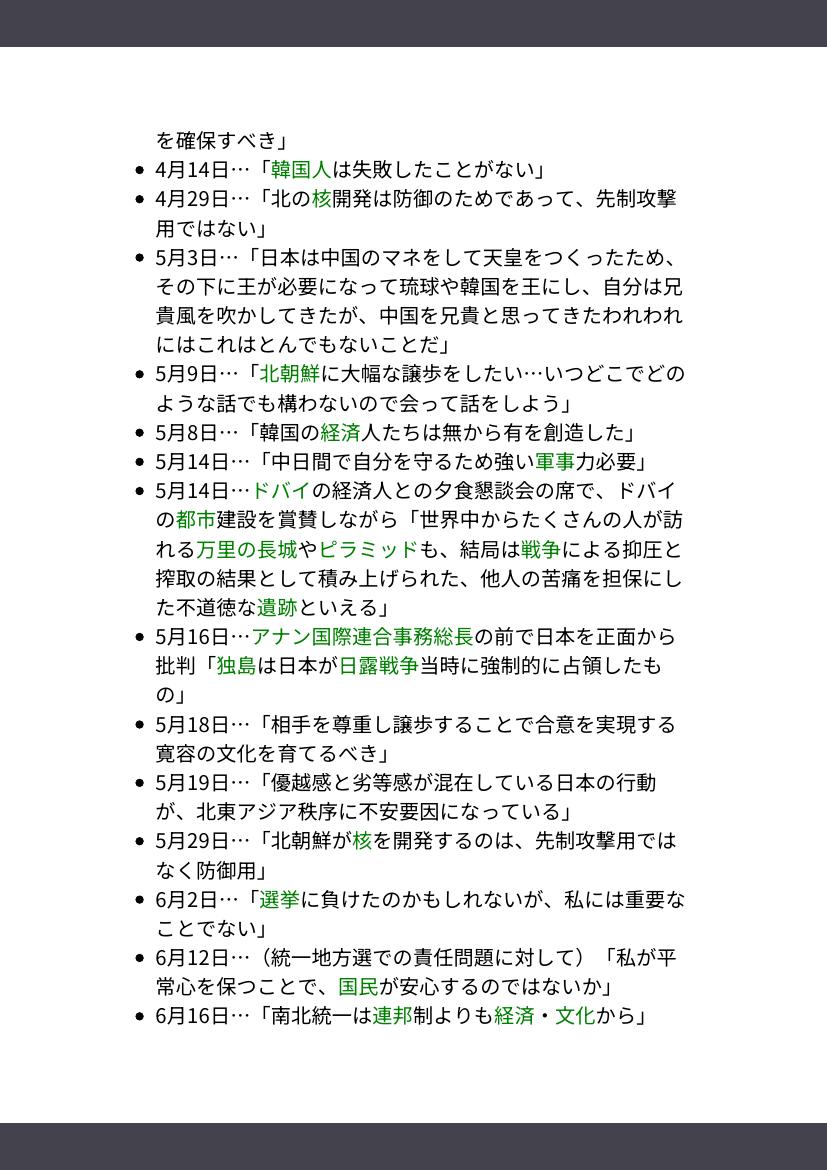 を確保すべき」
• 4月14日…「韓国人は失敗したことがない」
• 4月29日…「北の核開発は防御のためであって、先制攻撃
用ではない」
• 5月3日…「日本は中国のマネをして天皇をつくったため、
その下に王が必要になって琉球や韓国を王にし、自分は兄
貴風を吹かしてきたが、中国を兄貴と思ってきたわれわれ
にはこれはとんでもないことだ」
• 5月9日…「北朝鮮に大幅な譲歩をしたい…いつどこでどの
ような話でも構わないので会って話をしよう」
• 5月8日…「韓国の経済人たちは無から有を創造した」
• 5月14日…「中日間で自分を守るため強い軍事力必要」
• 5月14日…ドバイの経済人との夕食懇談会の席で、ドバイ
の都市建設を賞賛しながら「世界中からたくさんの人が訪
れる万里の長城やピラミッドも、結局は戦争による抑圧と
搾取の結果として積み上げられた、他人の苦痛を担保にし
た不道徳な遺跡といえる」
• 5月16日…アナン国際連合事務総長の前で日本を正面から
批判「独島は日本が日露戦争当時に強制的に占領したも
の」
• 5月18日…「相手を尊重し譲歩することで合意を実現する
寛容の文化を育てるべき」
• 5月19日…「優越感と劣等感が混在している日本の行動
が、北東アジア秩序に不安要因になっている」
• 5月29日…「北朝鮮が核を開発するのは、先制攻撃用では
なく防御用」
• 6月2日…「選挙に負けたのかもしれないが、私には重要な
ことでない」
• 6月12日…（統一地方選での責任問題に対して）「私が平
常心を保つことで、国民が安心するのではないか」
• 6月16日…「南北統一は連邦制よりも経済・文化から」